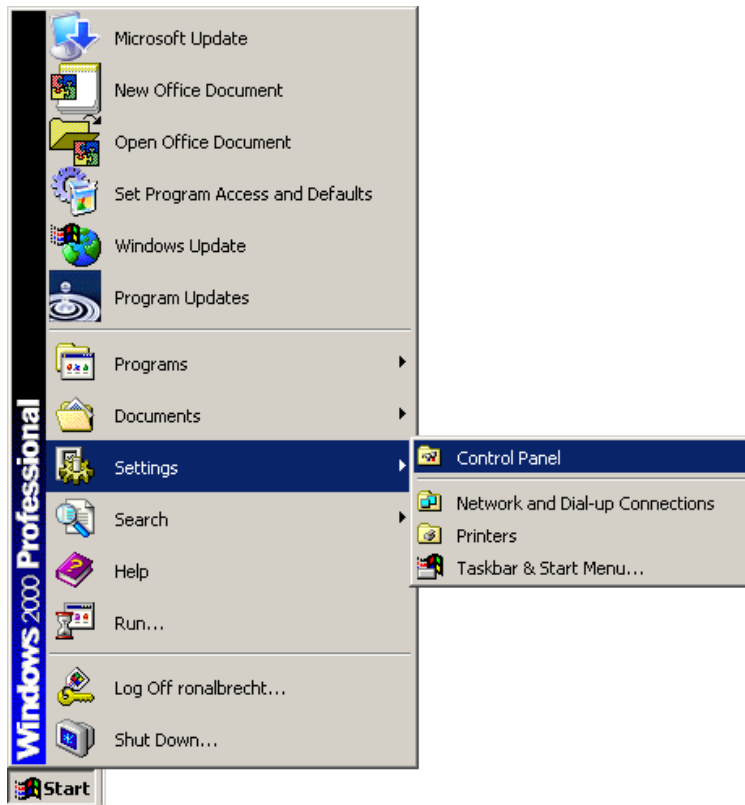 Microsoft Update
New Office Document
Open Office Document
Set Program Access and Defaults
Windows Update
Program Updates
Programs
Documents
Settings
Search
Help
Run...
Log Off ronalbrecht...
Shut Down...
Control Panel
Network and Dial-up Connections
Printers
Taskbar & Start Menu...
Windows 2000 Professional
Start